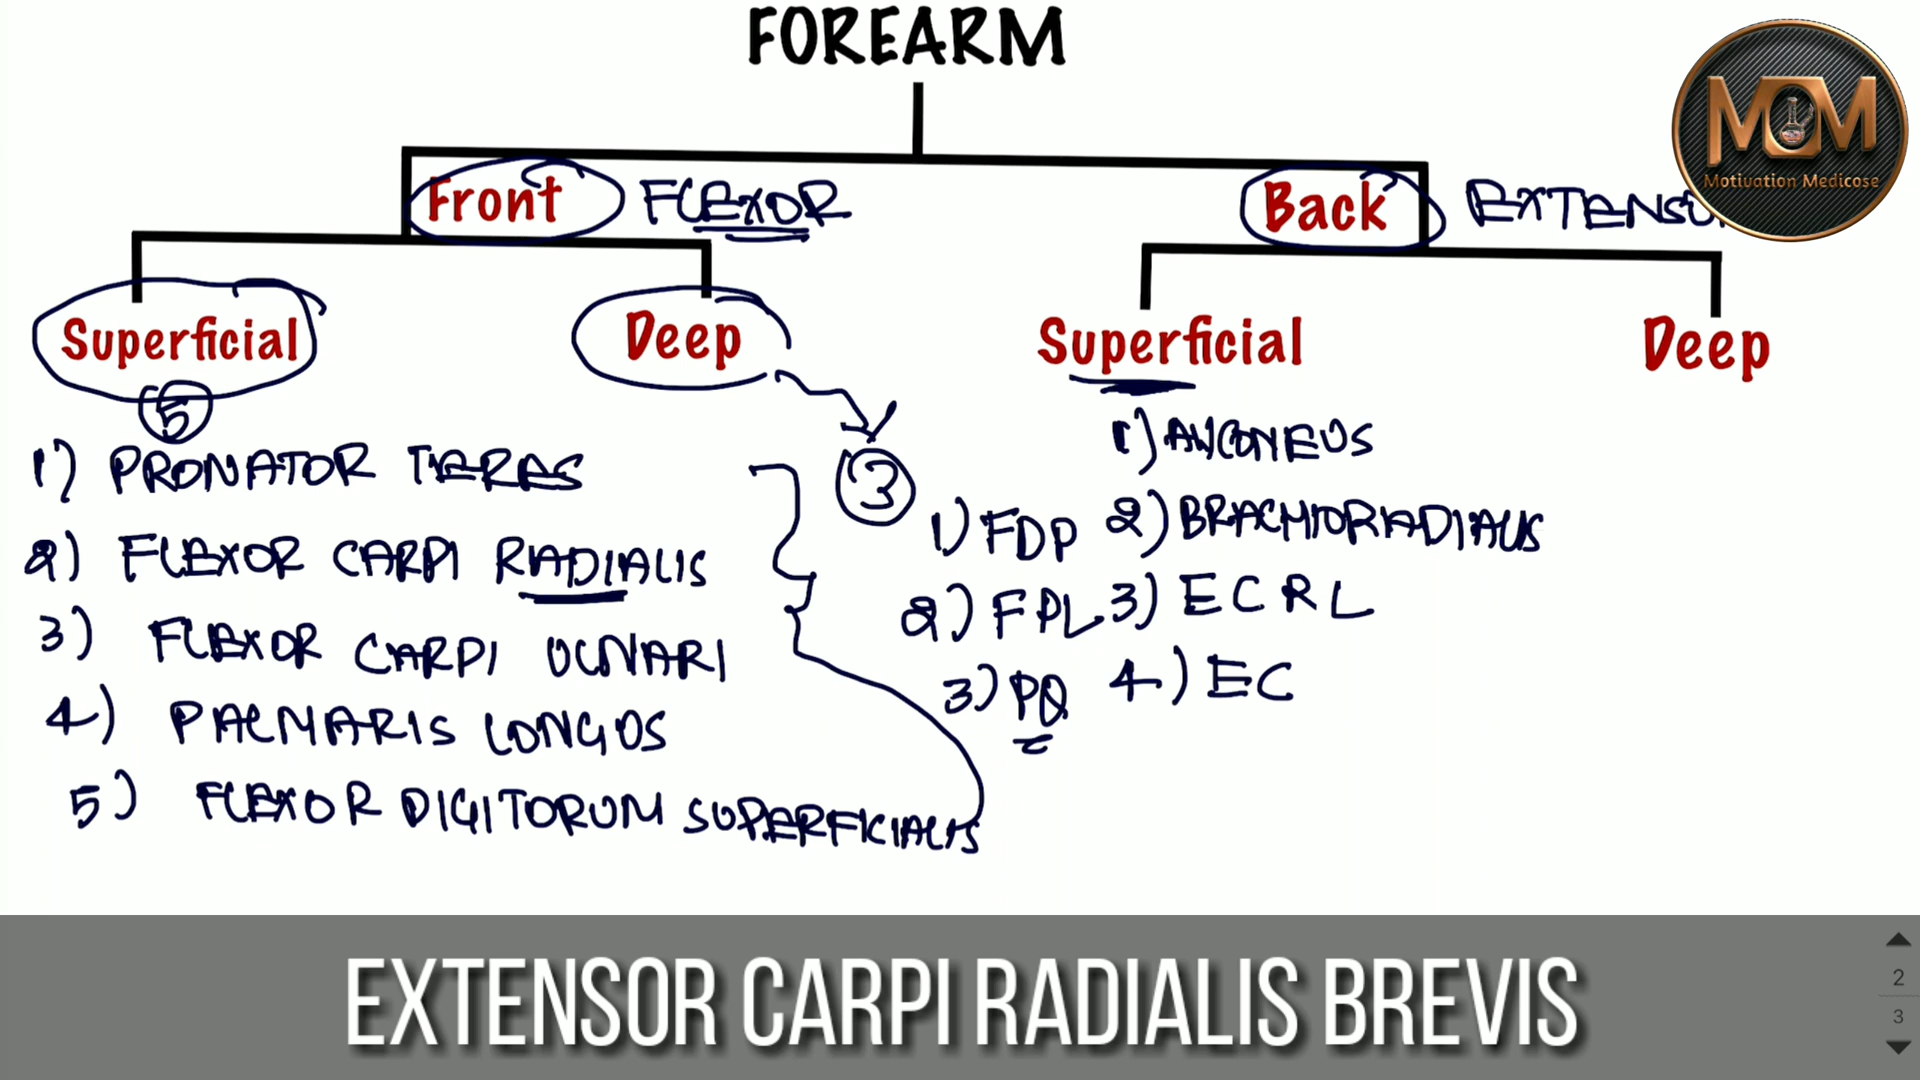 FOREARM
MOM
Motivation Medicose
Front FLEXOR
Back EXTENSO
Superficial
Deep
Superficial
Deep
5
3
1) PRONATOR TERES
2) FLEXOR CARPI RADIALIS
3) FLEXOR CARPI ULNARI
4) PALMARIS LONGUS
5) FLEXOR DIGITORUM SUPERFICIALIS
1) FDP
2) FPL
3) PQ
1) ANCONEUS
2) BRACHIORADIALIS
3) ECRL
4) EC
EXTENSOR CARPI RADIALIS BREVIS
2
3